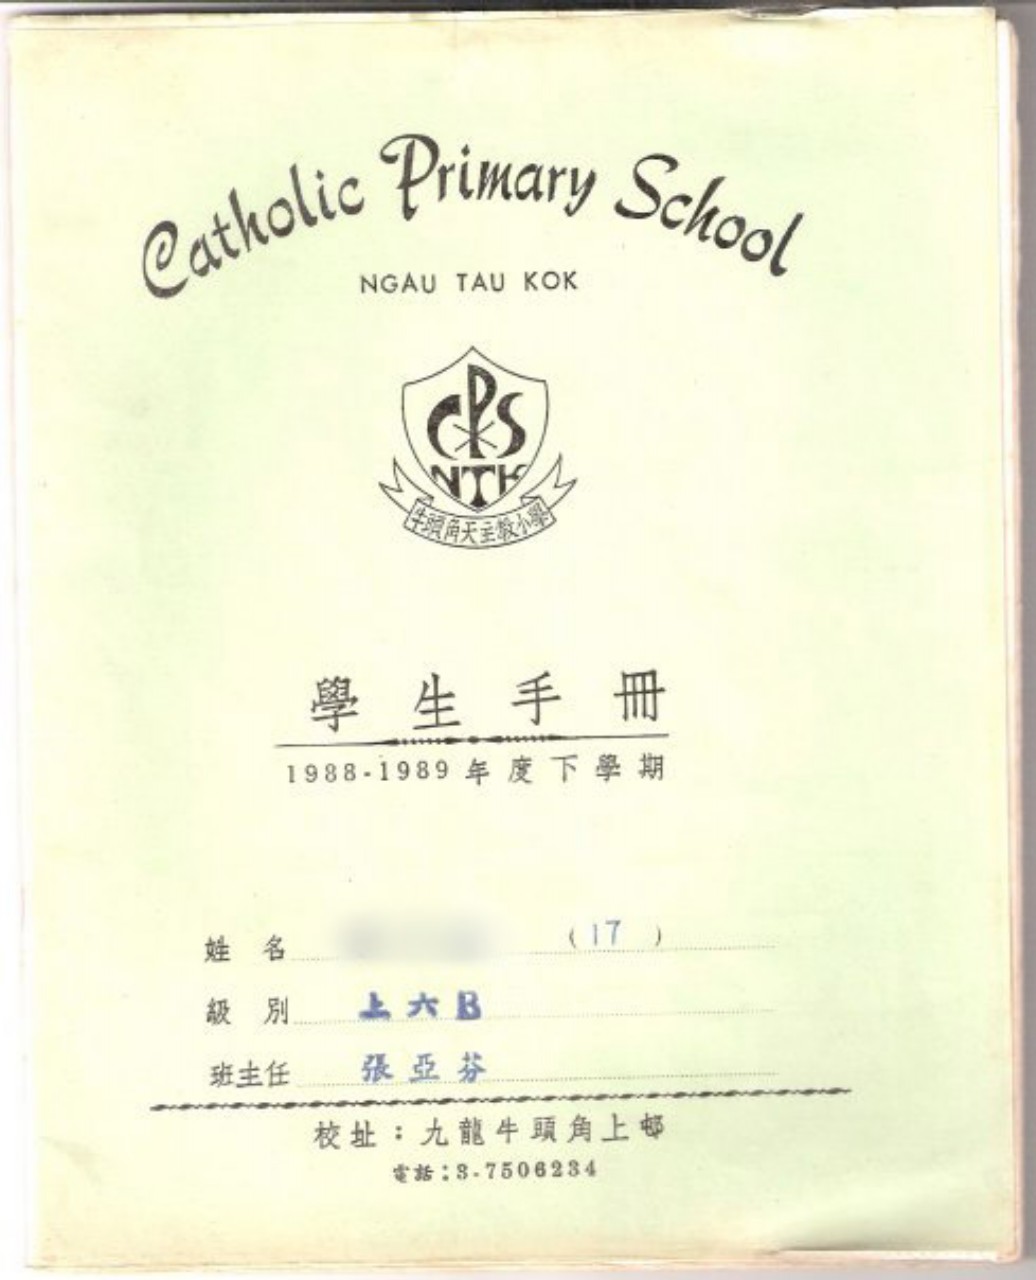 Catholic Primary School
NGAU TAU KOK
CPS
NTK
牛頭角天主教小學
學生手冊
1988-1989年度下學期
姓名 (17)
級別 上六B
班主任 張亞芬
校址：九龍牛頭角上邨
電話：3-7506234